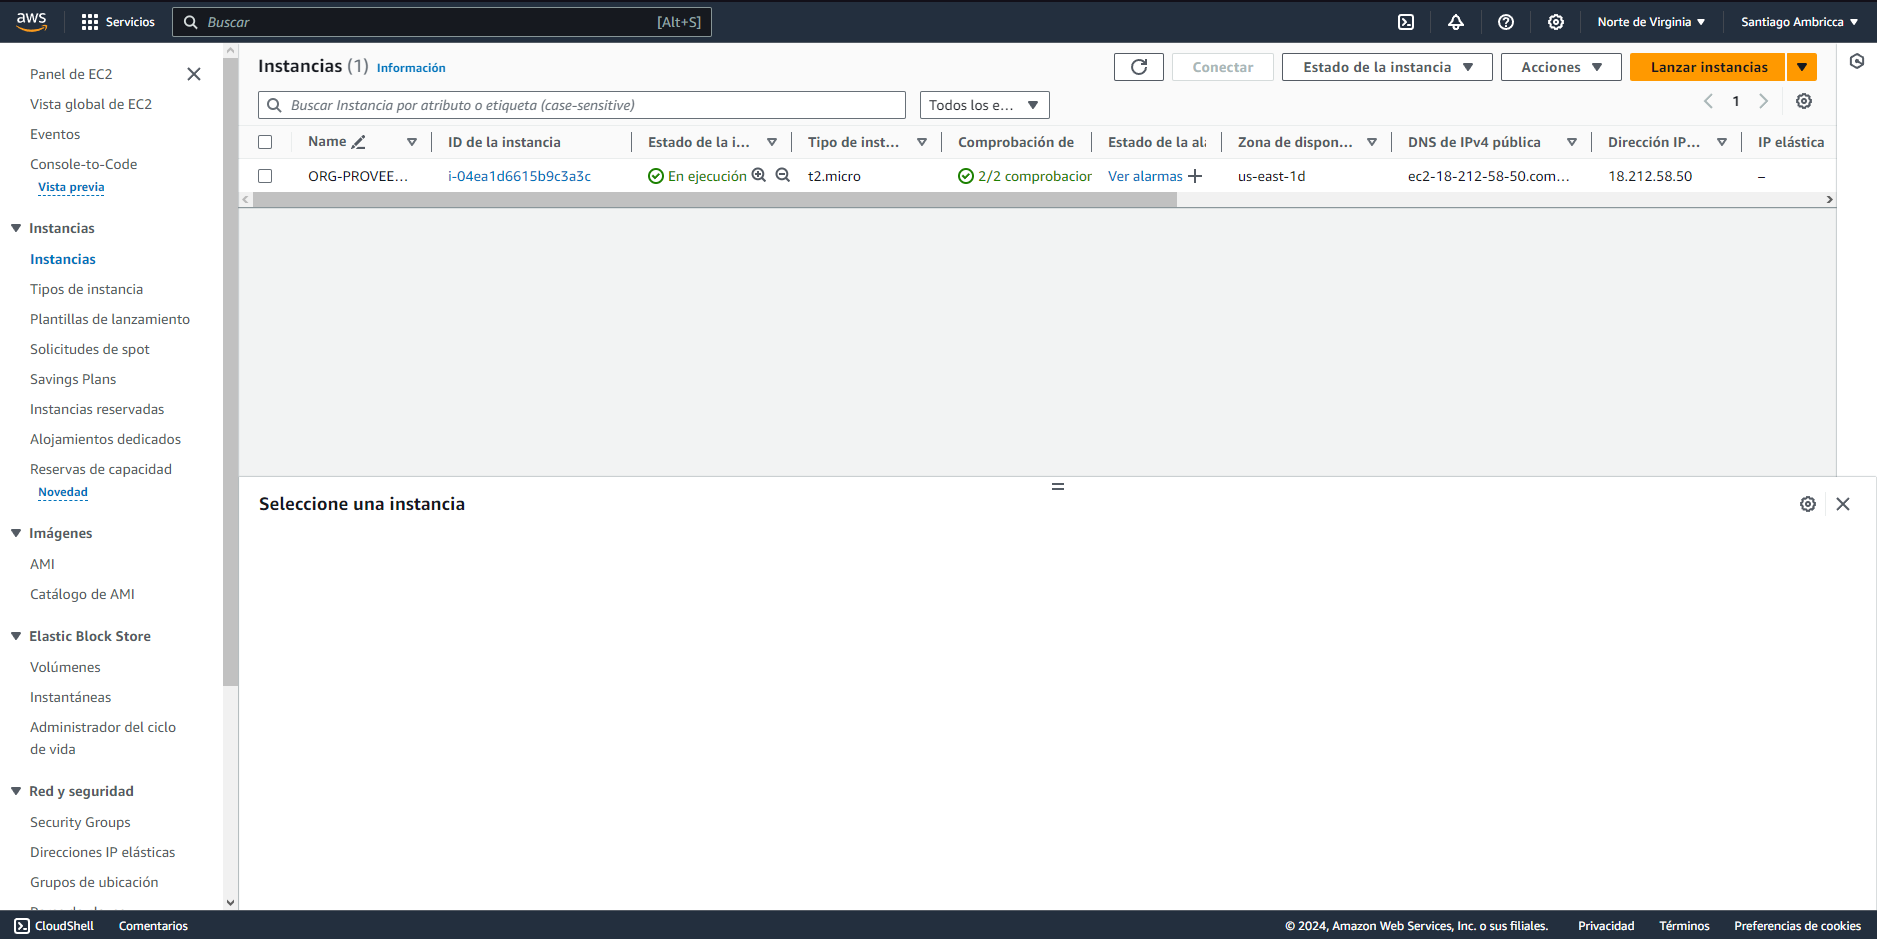 aws
Servicios
Buscar [Alt+S]
Norte de Virginia
Santiago Ambricca
Panel de EC2
Vista global de EC2
Eventos
Console-to-Code
Vista previa
Instancias
Instancias
Tipos de instancia
Plantillas de lanzamiento
Solicitudes de spot
Savings Plans
Instancias reservadas
Alojamientos dedicados
Reservas de capacidad
Novedad
Imágenes
AMI
Catálogo de AMI
Elastic Block Store
Volúmenes
Instantáneas
Administrador del ciclo
de vida
Red y seguridad
Security Groups
Direcciones IP elásticas
Grupos de ubicación
Instancias (1) Información
Conectar
Estado de la instancia
Acciones
Lanzar instancias
Buscar Instancia por atributo o etiqueta (case-sensitive)
Todos los e...
1
Name ID de la instancia Estado de la i... Tipo de inst... Comprobación de Estado de la ala Zona de dispon... DNS de IPv4 pública Dirección IP... IP elástica
ORG-PROVEE... i-04ea1d6615b9c3a3c En ejecución t2.micro 2/2 comprobacior Ver alarmas + us-east-1d ec2-18-212-58-50.com... 18.212.58.50 –
Seleccione una instancia
CloudShell
Comentarios
© 2024, Amazon Web Services, Inc. o sus filiales.
Privacidad
Términos
Preferencias de cookies